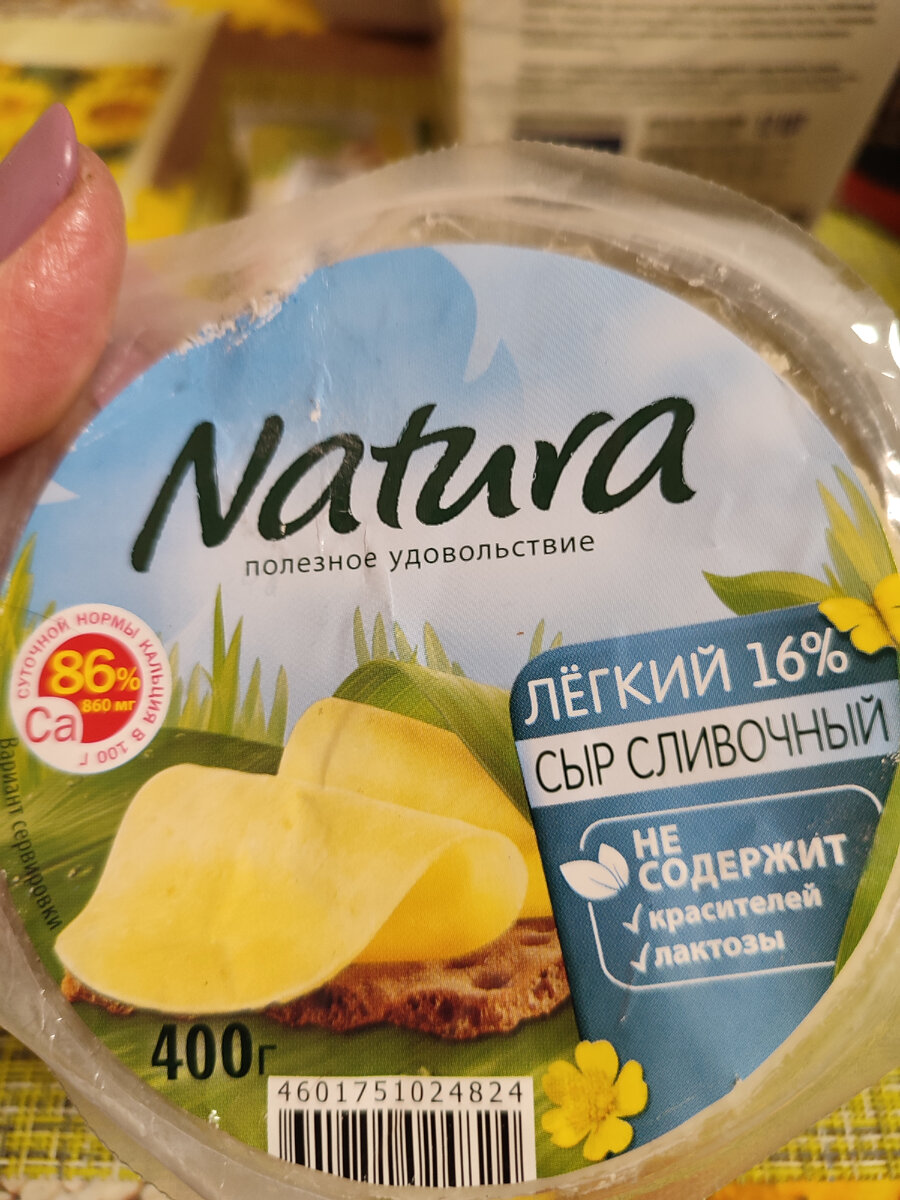 Natura
полезное удовольствие
СУТОЧНОЙ НОРМЫ КАЛЬЦИЯ В 100 Г
86%
860 мг
Ca
ЛЁГКИЙ 16%
СЫР СЛИВОЧНЫЙ
НЕ
СОДЕРЖИТ
красителей
лактозы
Вариант сервировки
400г
4601751024824